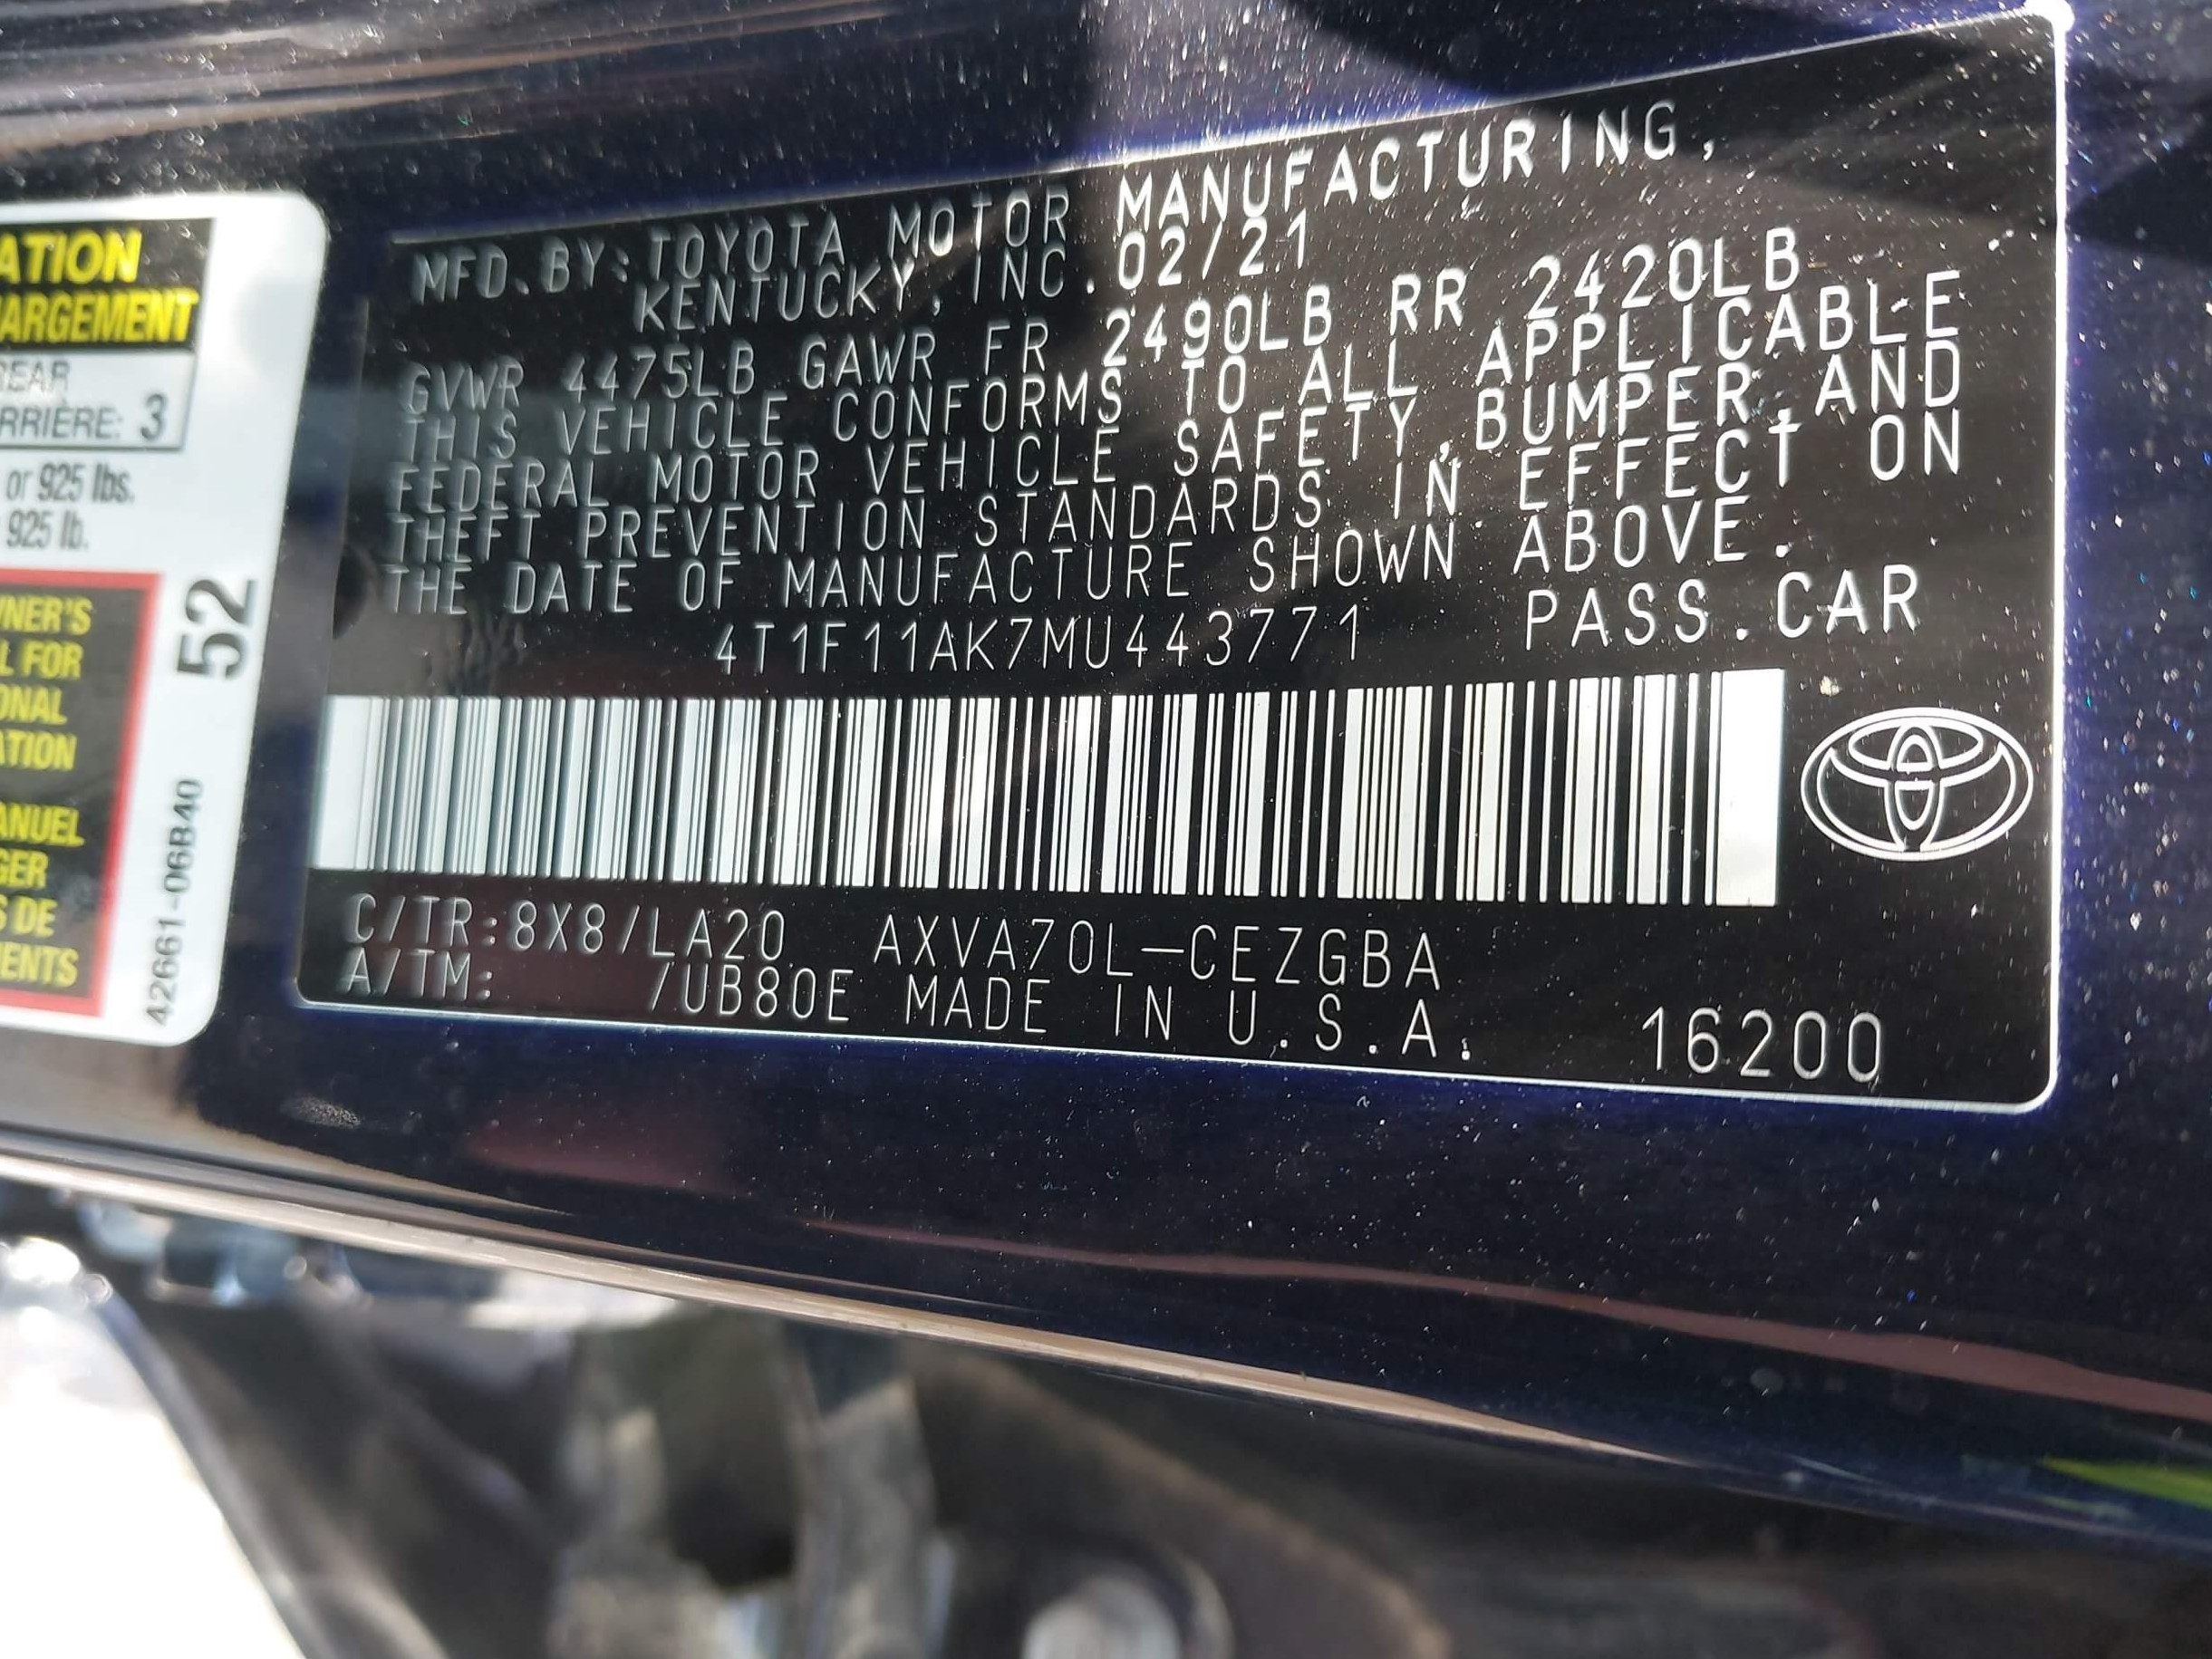 ATION
ARGEMENT
REAR
RRIÈRE: 3
or 925 lbs.
925 lb.
WNER'S
L FOR
ONAL
ATION
ANUEL
GER
S DE
ENTS
52
42661-06B40
MFD.BY:TOYOTA MOTOR MANUFACTURING,
KENTUCKY,INC.02/21
GVWR 4475LB GAWR FR 2490LB RR 2420LB
THIS VEHICLE CONFORMS TO ALL APPLICABLE
FEDERAL MOTOR VEHICLE SAFETY,BUMPER,AND
THEFT PREVENTION STANDARDS IN EFFECT ON
THE DATE OF MANUFACTURE SHOWN ABOVE.
4T1F11AK7MU443771 PASS.CAR
C/TR:8X8/LA20 AXVA70L-CEZGBA
A/TM: /UB80E MADE IN U.S.A. 16200